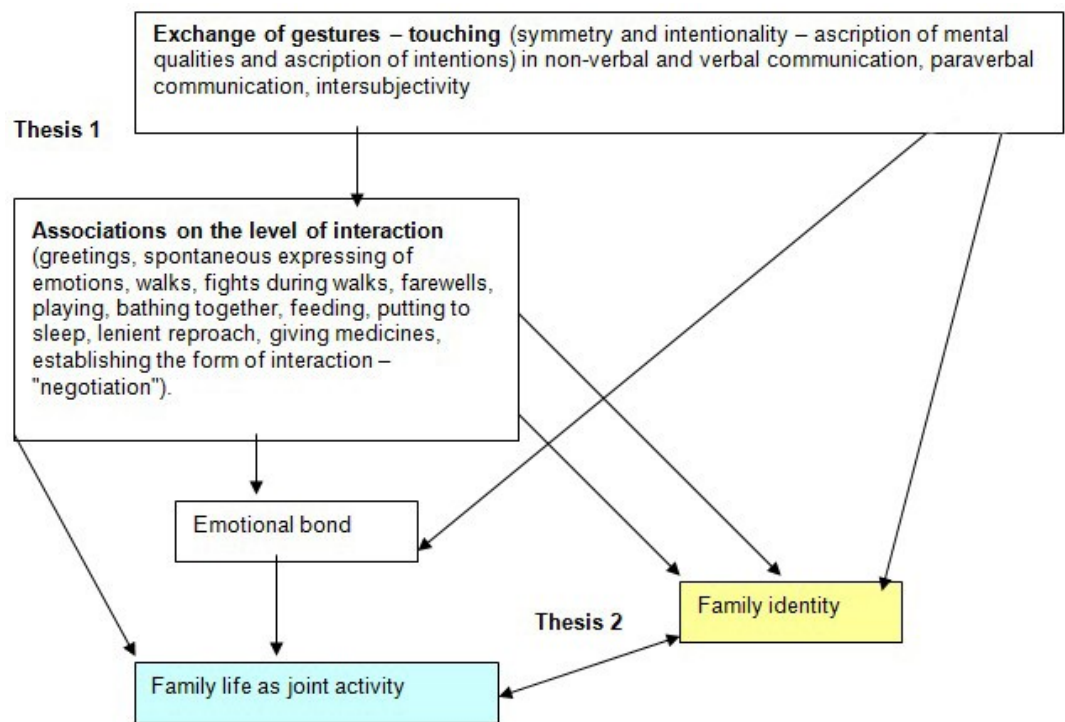 Exchange of gestures – touching (symmetry and intentionality – ascription of mental
qualities and ascription of intentions) in non-verbal and verbal communication, paraverbal
communication, intersubjectivity
Thesis 1
Associations on the level of interaction
(greetings, spontaneous expressing of
emotions, walks, fights during walks, farewells,
playing, bathing together, feeding, putting to
sleep, lenient reproach, giving medicines,
establishing the form of interaction –
"negotiation").
Emotional bond
Family identity
Thesis 2
Family life as joint activity